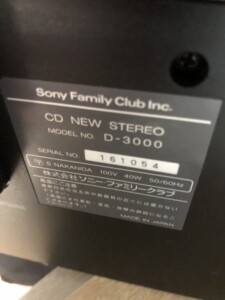 Sony Family Club Inc.
CD NEW STEREO
MODEL NO. D-3000
SERIAL NO. 161054
S NAKANDA 100V 40W 50/60Hz
株式会社ソニー・ファミリークラブ
MADE IN JAPAN